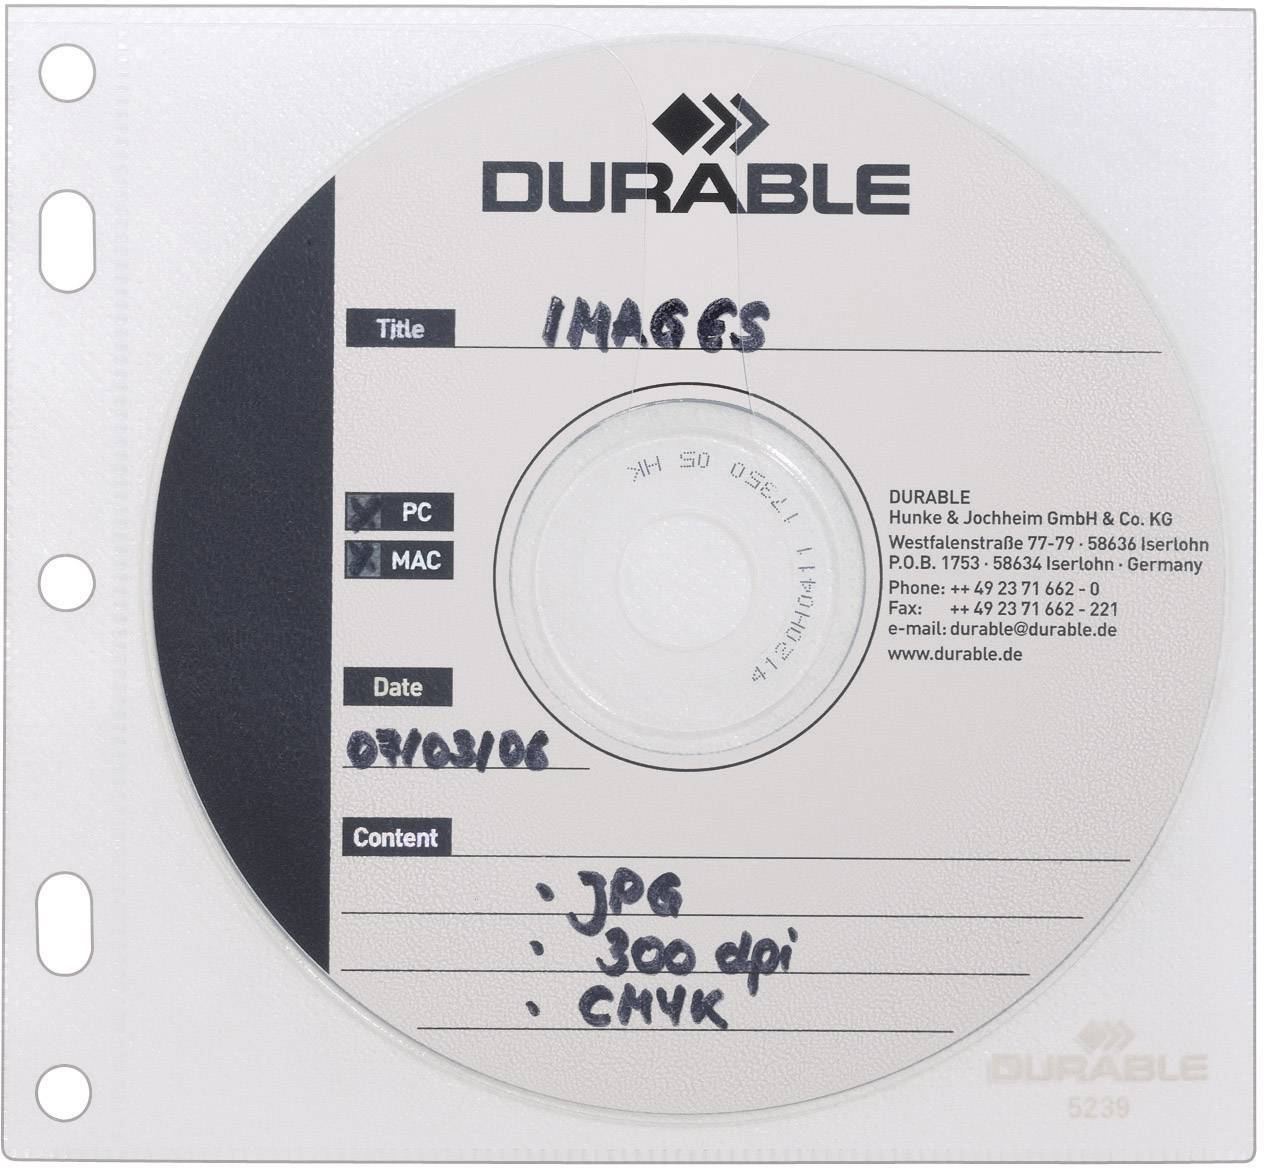 DURABLE
Title IMAGES
PC
MAC
DURABLE
Hunke & Jochheim GmbH & Co. KG
Westfalenstraße 77-79 · 58636 Iserlohn
P.O.B. 1753 · 58634 Iserlohn · Germany
Phone: ++ 49 23 71 662 - 0
Fax: ++ 49 23 71 662 - 221
e-mail: durable@durable.de
www.durable.de
Date
07/03/06
Content
· JPG
· 300 dpi
· CMYK
DURABLE
5239